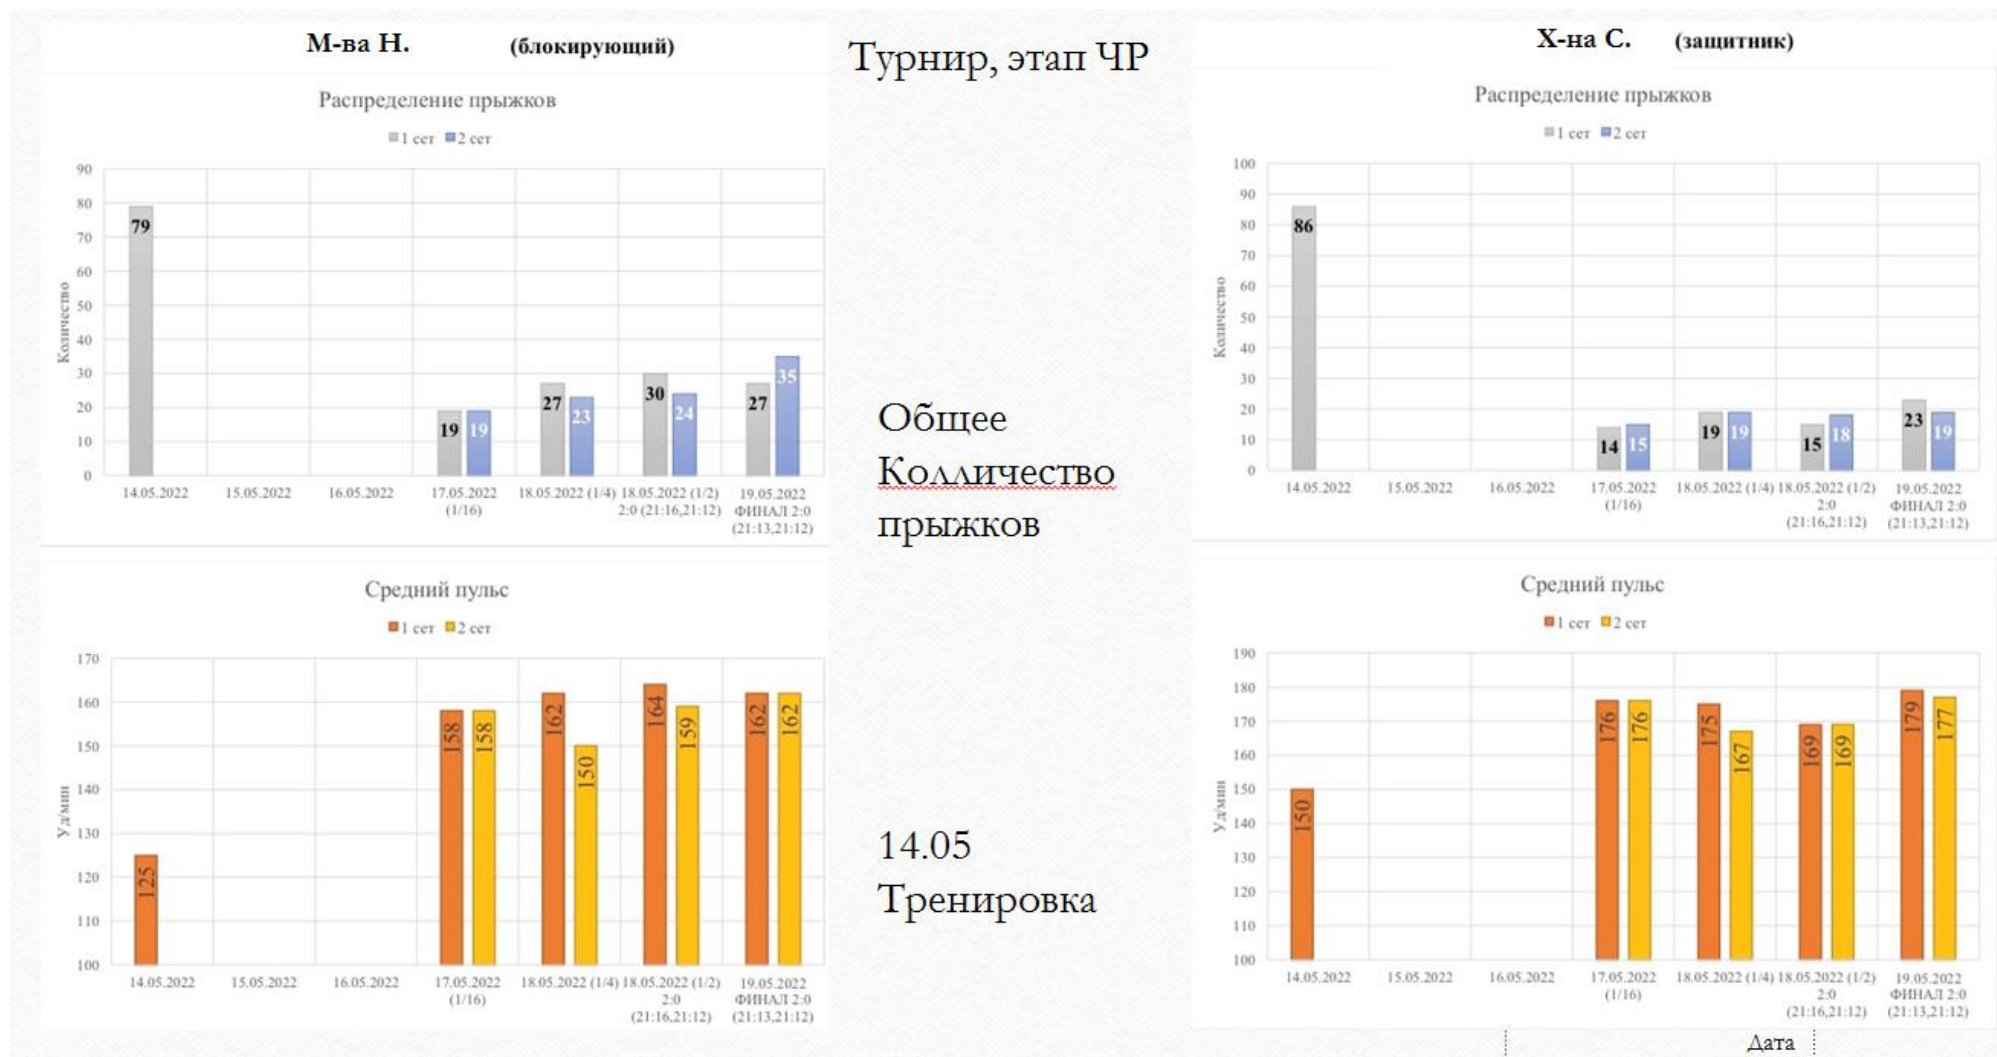 М-ва Н. (блокирующий)
Распределение прыжков
1 сет 2 сет
Количество
90
80
70
60
50
40
30
20
10
0
79
19 19
27 23
30 24
27 35
14.05.2022 15.05.2022 16.05.2022 17.05.2022 18.05.2022 (1/4) 18.05.2022 (1/2) 19.05.2022
(1/16) 2:0 (21:16,21:12) ФИНАЛ 2:0
(21:13,21:12)
Средний пульс
1 сет 2 сет
Уд/мин
170
160
150
140
130
120
110
100
125
158 158
162 150
164 159
162 162
14.05.2022 15.05.2022 16.05.2022 17.05.2022 18.05.2022 (1/4) 18.05.2022 (1/2) 19.05.2022
(1/16) 2:0 ФИНАЛ 2:0
(21:16,21:12) (21:13,21:12)
Турнир, этап ЧР
Общее
Колличество
прыжков
14.05
Тренировка
Х-на С. (защитник)
Распределение прыжков
1 сет 2 сет
Количество
100
90
80
70
60
50
40
30
20
10
0
86
14 15
19 19
15 18
23 19
14.05.2022 15.05.2022 16.05.2022 17.05.2022 18.05.2022 (1/4) 18.05.2022 (1/2) 19.05.2022
(1/16) 2:0 ФИНАЛ 2:0
(21:16,21:12) (21:13,21:12)
Средний пульс
1 сет 2 сет
Уд/мин
190
180
170
160
150
140
130
120
110
100
150
176 176
175 167
169 169
179 177
14.05.2022 15.05.2022 16.05.2022 17.05.2022 18.05.2022 (1/4) 18.05.2022 (1/2) 19.05.2022
(1/16) 2:0 ФИНАЛ 2:0
(21:16,21:12) (21:13,21:12)
Дата